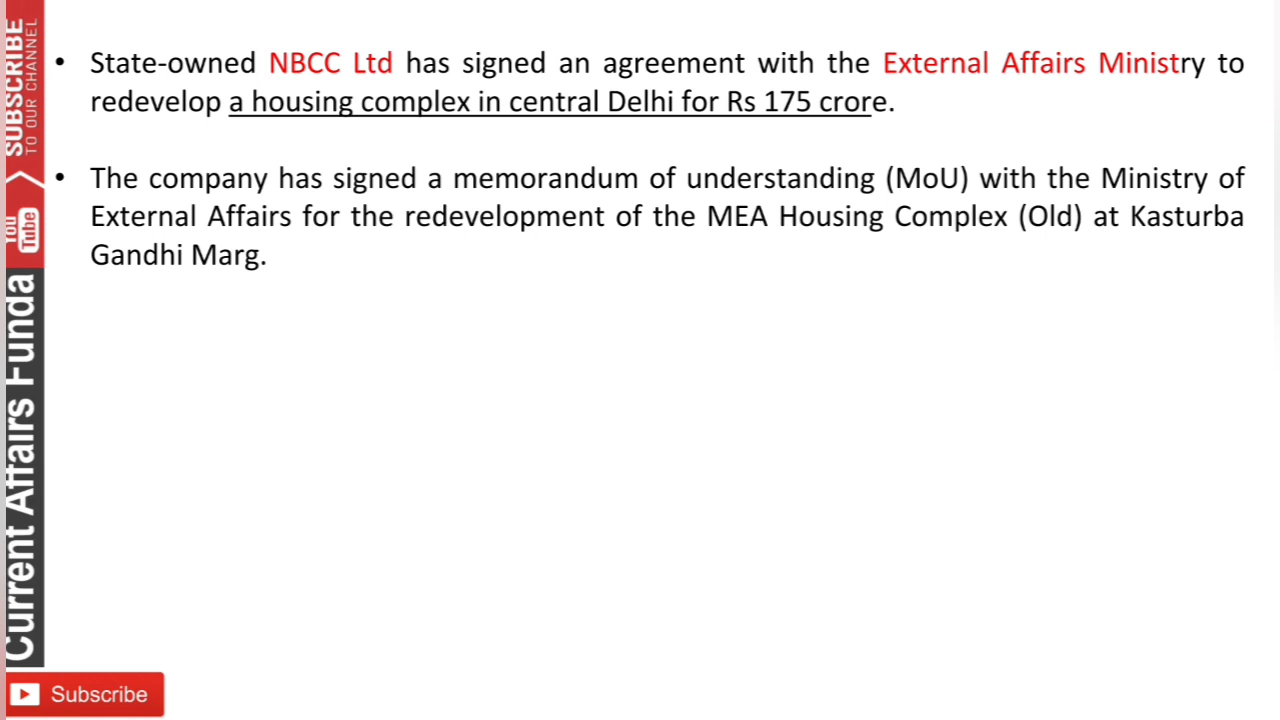 • State-owned NBCC Ltd has signed an agreement with the External Affairs Ministry to
redevelop a housing complex in central Delhi for Rs 175 crore.
• The company has signed a memorandum of understanding (MoU) with the Ministry of
External Affairs for the redevelopment of the MEA Housing Complex (Old) at Kasturba
Gandhi Marg.
SUBSCRIBE
TO OUR CHANNEL
You
Tube
Current Affairs Funda
Subscribe